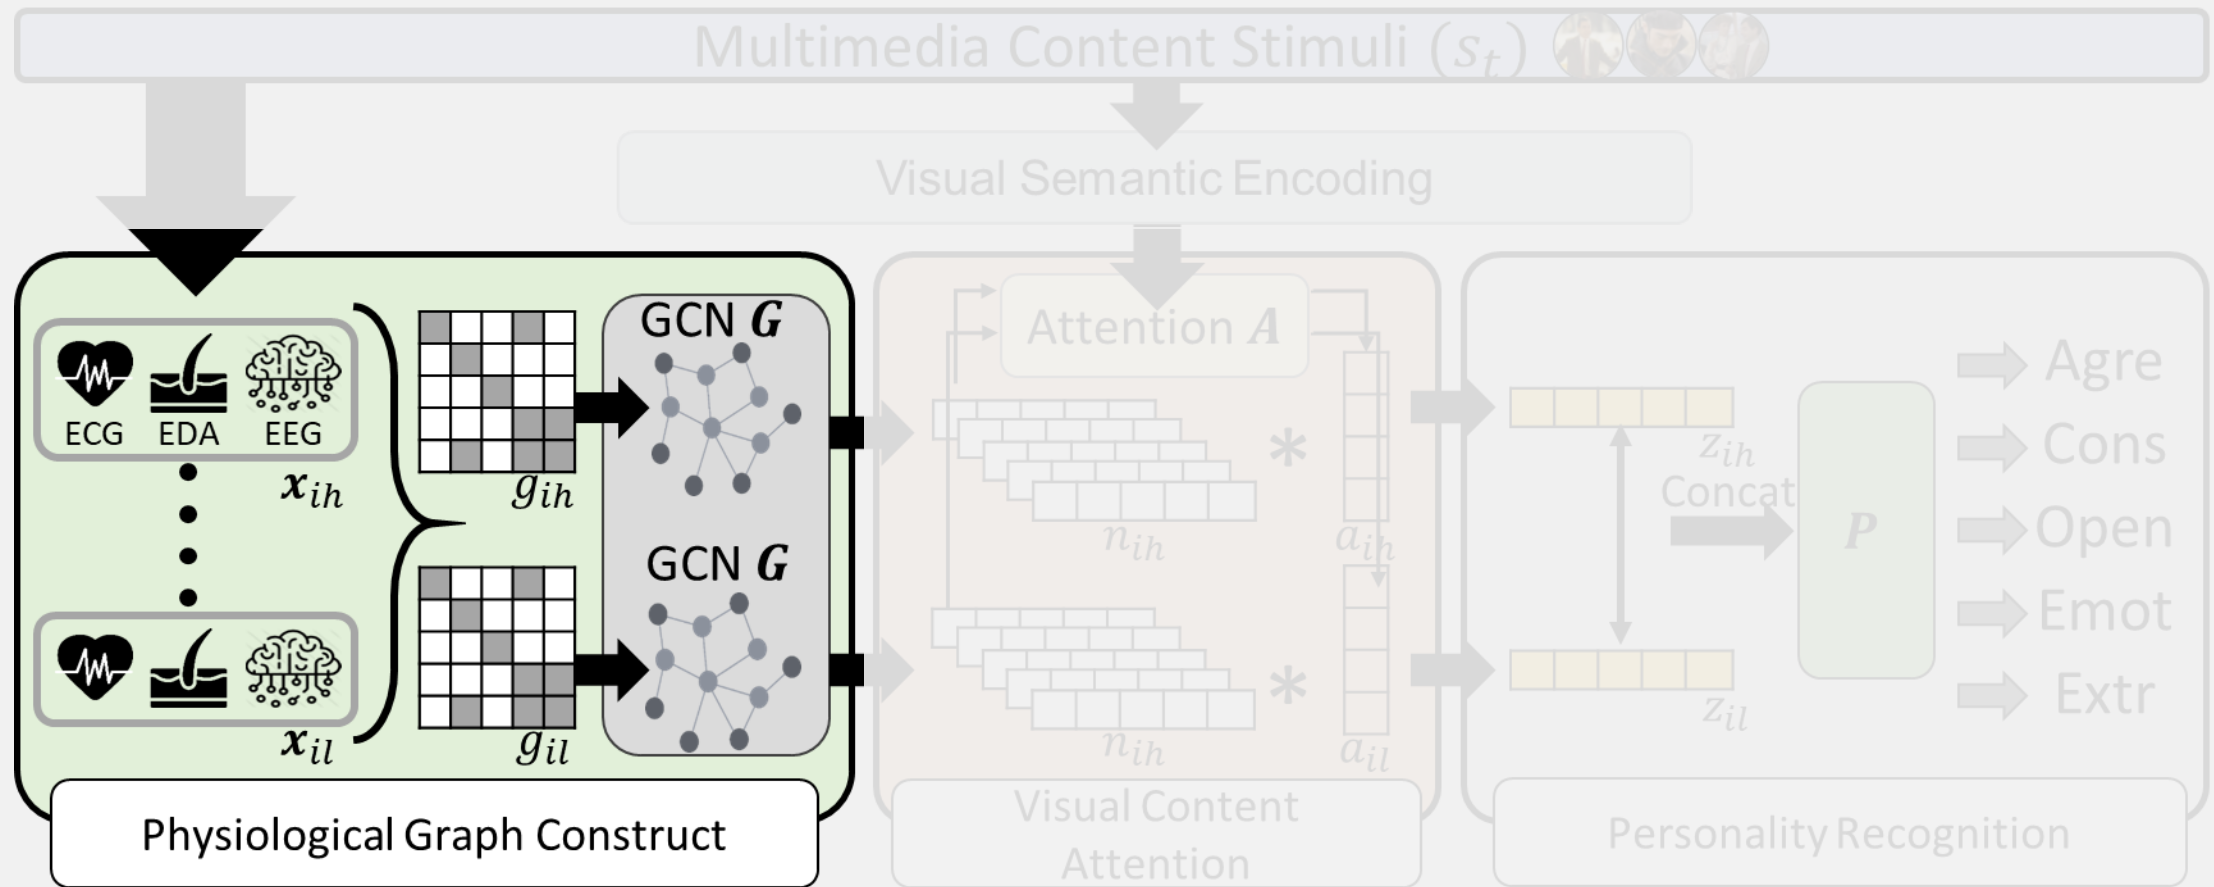 Multimedia Content Stimuli (s_t)
Visual Semantic Encoding
ECG EDA EEG
x_ih
g_ih
GCN G
x_il
g_il
GCN G
Physiological Graph Construct
Attention A
*
n_ih
a_ih
*
n_ih
a_il
Visual Content
Attention
z_ih
Concat
z_il
P
Agre
Cons
Open
Emot
Extr
Personality Recognition